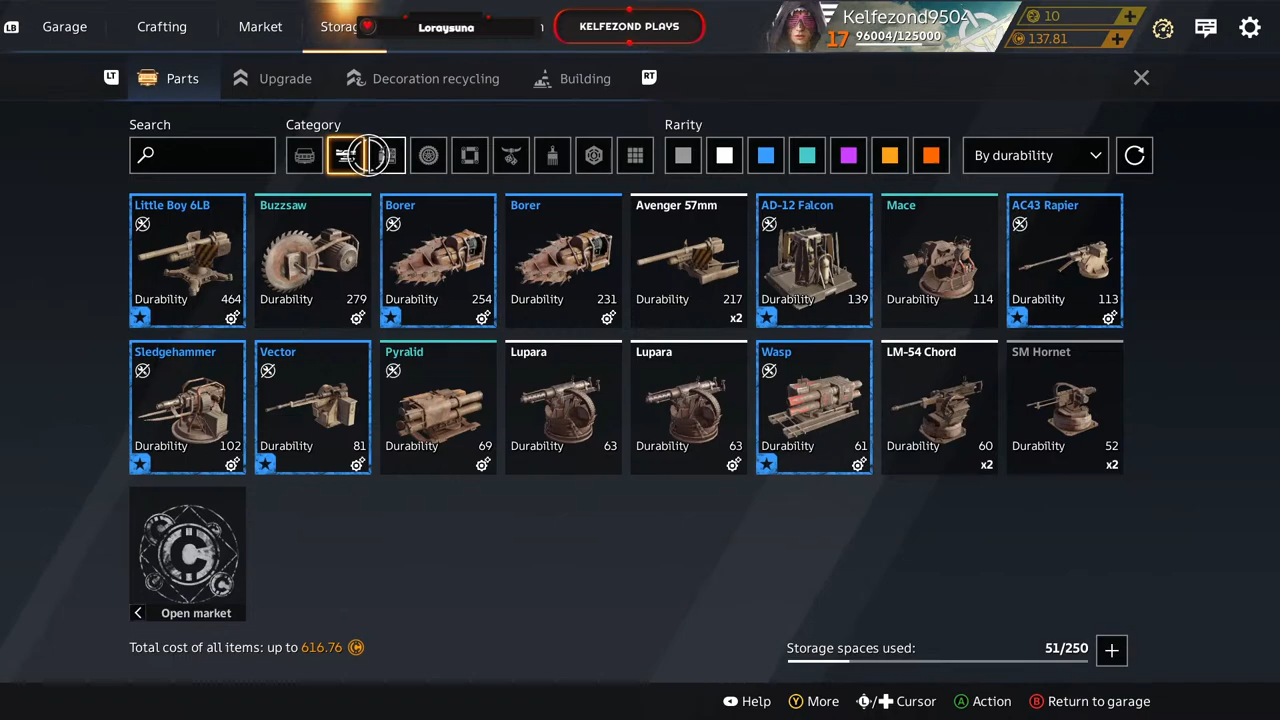 LB Garage Crafting Market Storag n
Loraysuna
KELFEZOND PLAYS
Kelfezond9504
17 96004/125000
10
137.81
LT Parts Upgrade Decoration recycling Building RT
Search Category Rarity
By durability
Little Boy 6LB
Durability 464
Buzzsaw
Durability 279
Borer
Durability 254
Borer
Durability 231
Avenger 57mm
Durability 217
x2
AD-12 Falcon
Durability 139
Mace
Durability 114
AC43 Rapier
Durability 113
Sledgehammer
Durability 102
Vector
Durability 81
Pyralid
Durability 69
Lupara
Durability 63
Lupara
Durability 63
Wasp
Durability 61
LM-54 Chord
Durability 60
x2
SM Hornet
Durability 52
x2
Open market
Total cost of all items: up to 616.76
Storage spaces used: 51/250
Help Y More L/ Cursor A Action B Return to garage